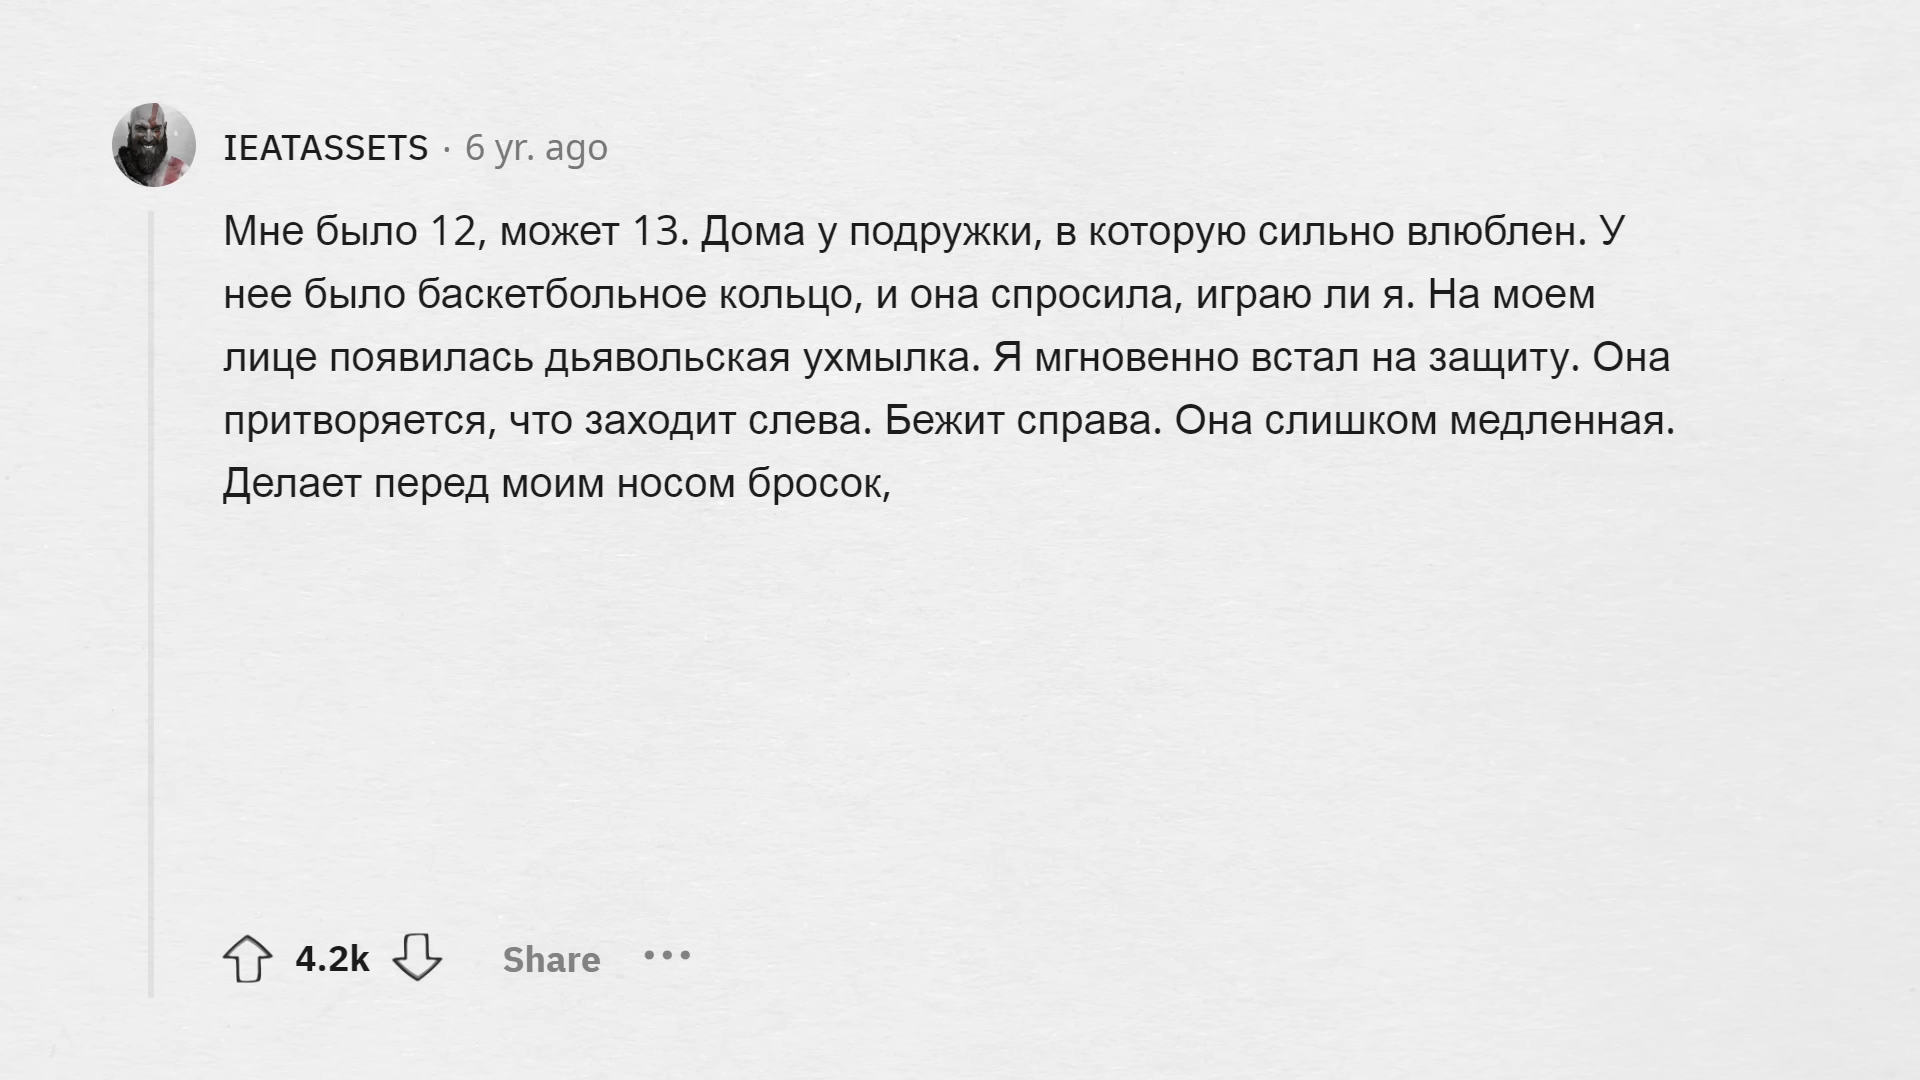 IEATASSETS · 6 yr. ago
Мне было 12, может 13. Дома у подружки, в которую сильно влюблен. У
нее было баскетбольное кольцо, и она спросила, играю ли я. На моем
лице появилась дьявольская ухмылка. Я мгновенно встал на защиту. Она
притворяется, что заходит слева. Бежит справа. Она слишком медленная.
Делает перед моим носом бросок,
4.2k Share •••